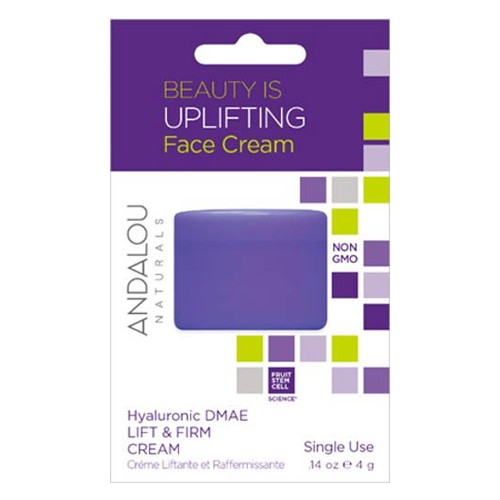 BEAUTY IS
UPLIFTING
Face Cream
ANDALOU
NATURALS
NON
GMO
FRUIT
STEM
CELL
SCIENCE®
Hyaluronic DMAE
LIFT & FIRM
CREAM
Crème Liftante et Raffermissante
Single Use
.14 oz ℮ 4 g